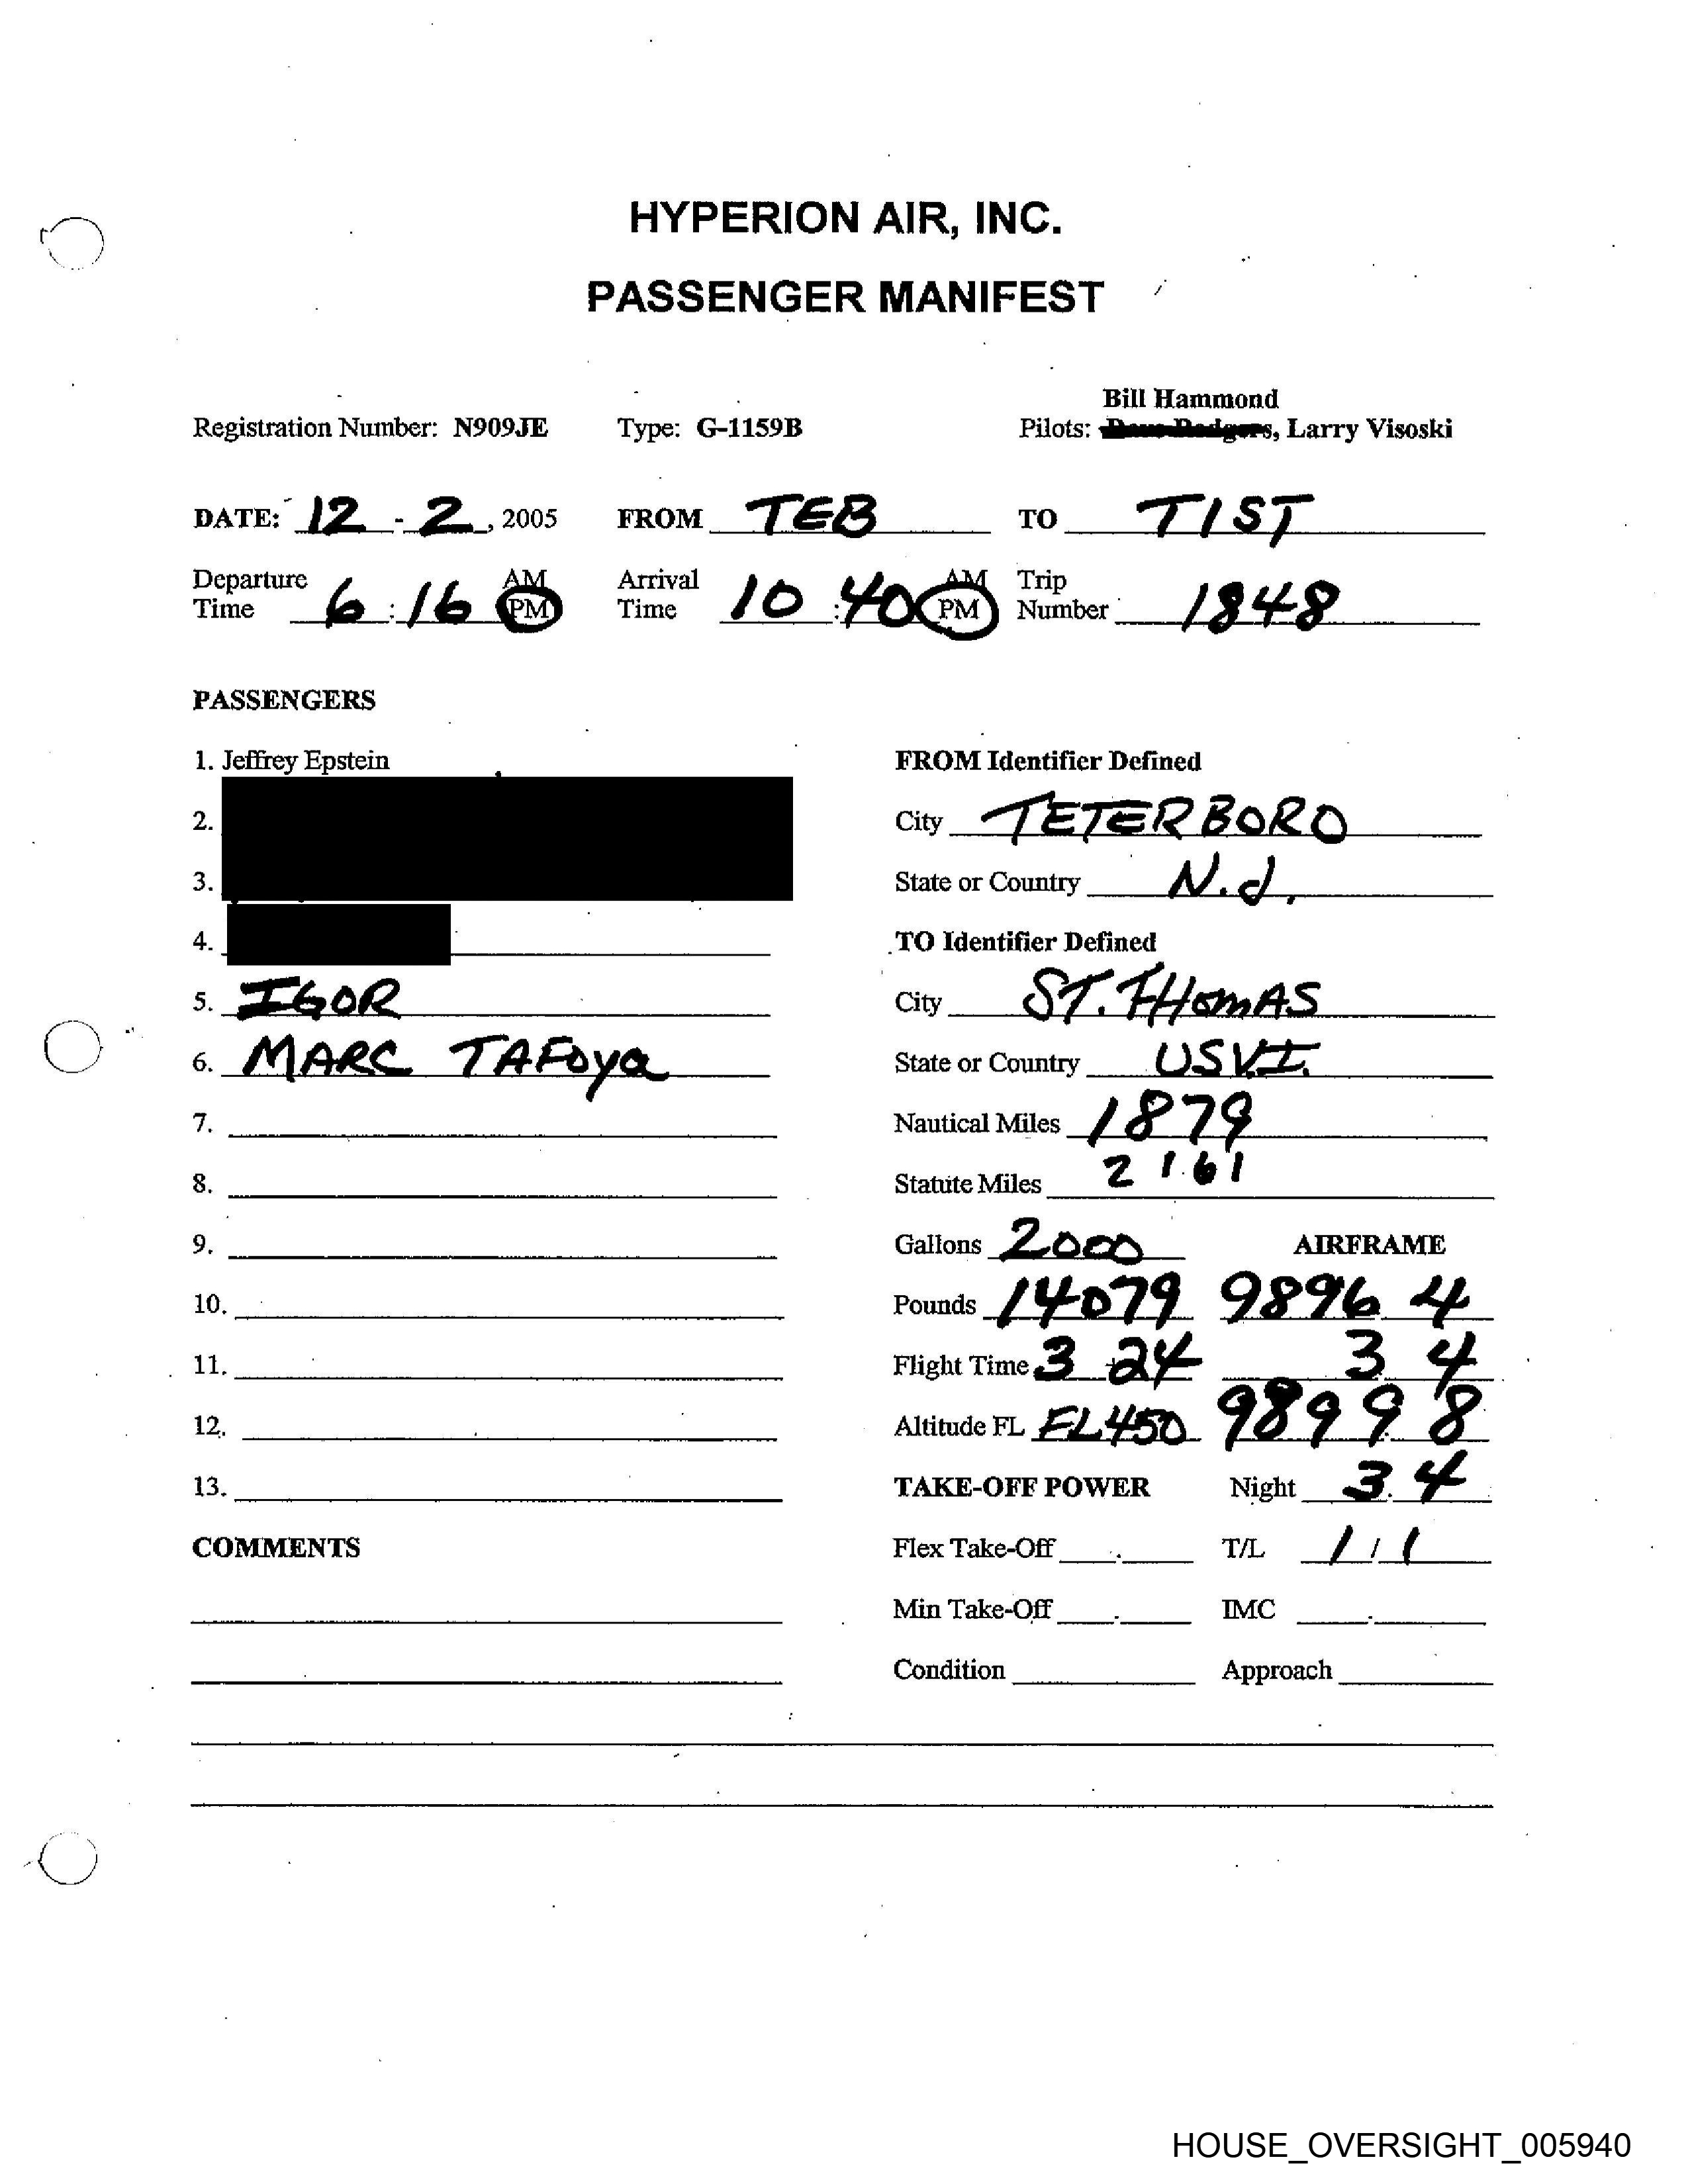 HYPERION AIR, INC.
PASSENGER MANIFEST
Bill Hammond
Registration Number: N909JE Type: G-1159B Pilots: Dave Rodgers, Larry Visoski
DATE: 12 - 2, 2005 FROM TEB TO TIST
Departure Time 6:16 AM PM Arrival Time 10:40 AM PM Trip Number 1848
PASSENGERS
1. Jeffrey Epstein FROM Identifier Defined
2. City TETERBORO
3. State or Country N.J.
4. TO Identifier Defined
5. IGOR City ST. THOMAS
6. MARC TAFOya State or Country USVI.
7. Nautical Miles 1879
8. Statute Miles 2161
9. Gallons 2000 AIRFRAME
10. Pounds 14079 9896 4
11. Flight Time 3 + 24 3 4
12. Altitude FL FL450 9899 8
13. TAKE-OFF POWER Night 3.4
COMMENTS Flex Take-Off . T/L 1 / 1
Min Take-Off . IMC .
Condition Approach
HOUSE_OVERSIGHT_005940